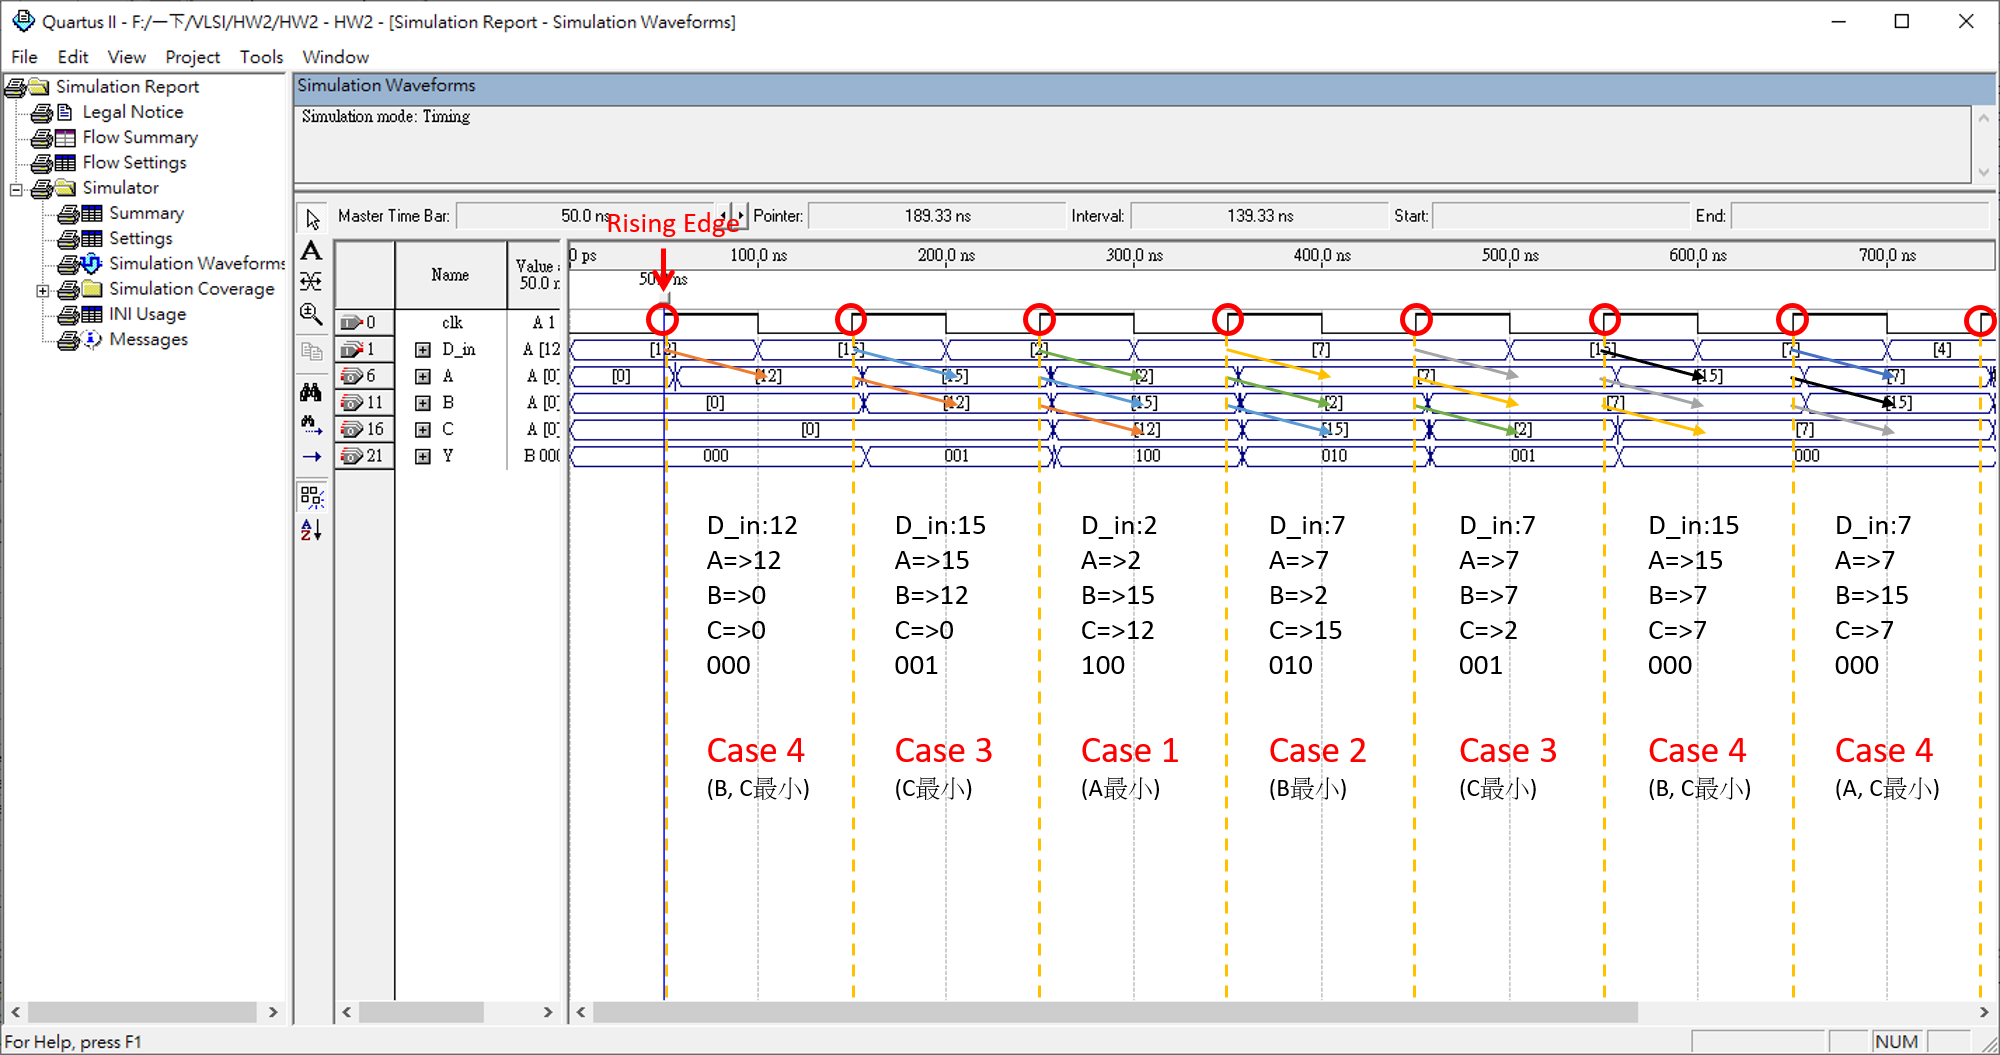 Quartus II - F:/一下/VLSI/HW2/HW2 - HW2 - [Simulation Report - Simulation Waveforms]
File Edit View Project Tools Window
Simulation Report
Legal Notice
Flow Summary
Flow Settings
Simulator
Summary
Settings
Simulation Waveforms
Simulation Coverage
INI Usage
Messages
Simulation Waveforms
Simulation mode: Timing
Master Time Bar: 50.0 ns Pointer: 189.33 ns Interval: 139.33 ns Start: End:
Rising Edge
Name Value 50.0 n
0 ps 100.0 ns 200.0 ns 300.0 ns 400.0 ns 500.0 ns 600.0 ns 700.0 ns
50.0 ns
0 clk A 1
1 D_in A [12 [12] [15] [2] [7] [15] [7] [4]
6 A A [0] [0] [12] [15] [2] [7] [15] [7]
11 B A [0] [0] [12] [15] [2] [7] [15]
16 C A [0] [0] [12] [15] [2] [7]
21 Y B 000 000 001 100 010 001 000
D_in:12 D_in:15 D_in:2 D_in:7 D_in:7 D_in:15 D_in:7
A=>12 A=>15 A=>2 A=>7 A=>7 A=>15 A=>7
B=>0 B=>12 B=>15 B=>2 B=>7 B=>7 B=>15
C=>0 C=>0 C=>12 C=>15 C=>2 C=>7 C=>7
000 001 100 010 001 000 000
Case 4 Case 3 Case 1 Case 2 Case 3 Case 4 Case 4
(B, C最小) (C最小) (A最小) (B最小) (C最小) (B, C最小) (A, C最小)
For Help, press F1 NUM